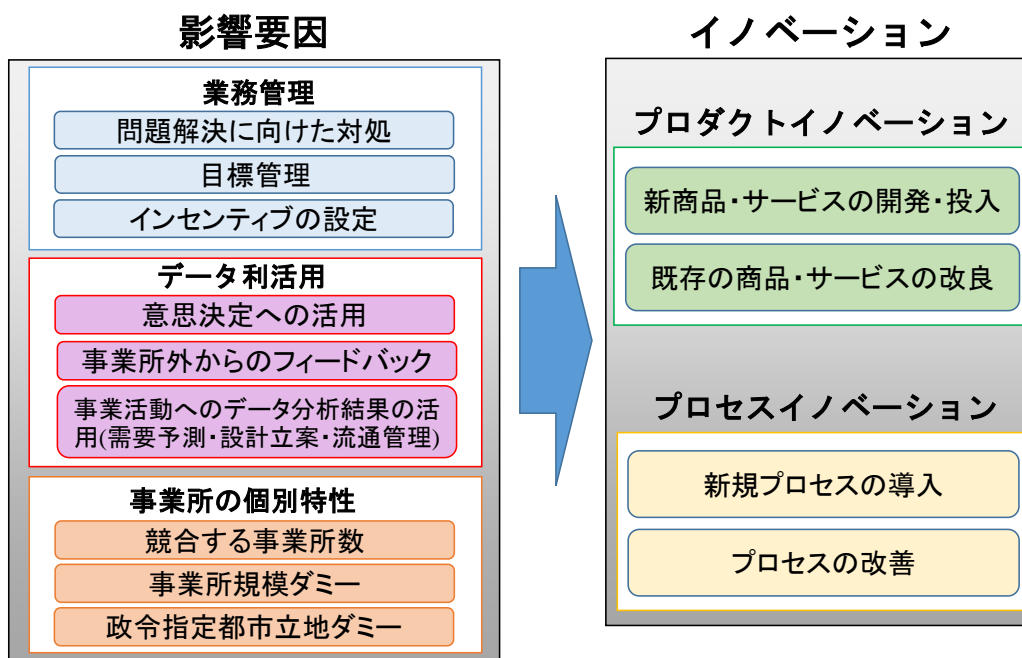 影響要因
業務管理
問題解決に向けた対処
目標管理
インセンティブの設定
データ利活用
意思決定への活用
事業所外からのフィードバック
事業活動へのデータ分析結果の活
用(需要予測・設計立案・流通管理)
事業所の個別特性
競合する事業所数
事業所規模ダミー
政令指定都市立地ダミー
イノベーション
プロダクトイノベーション
新商品・サービスの開発・投入
既存の商品・サービスの改良
プロセスイノベーション
新規プロセスの導入
プロセスの改善